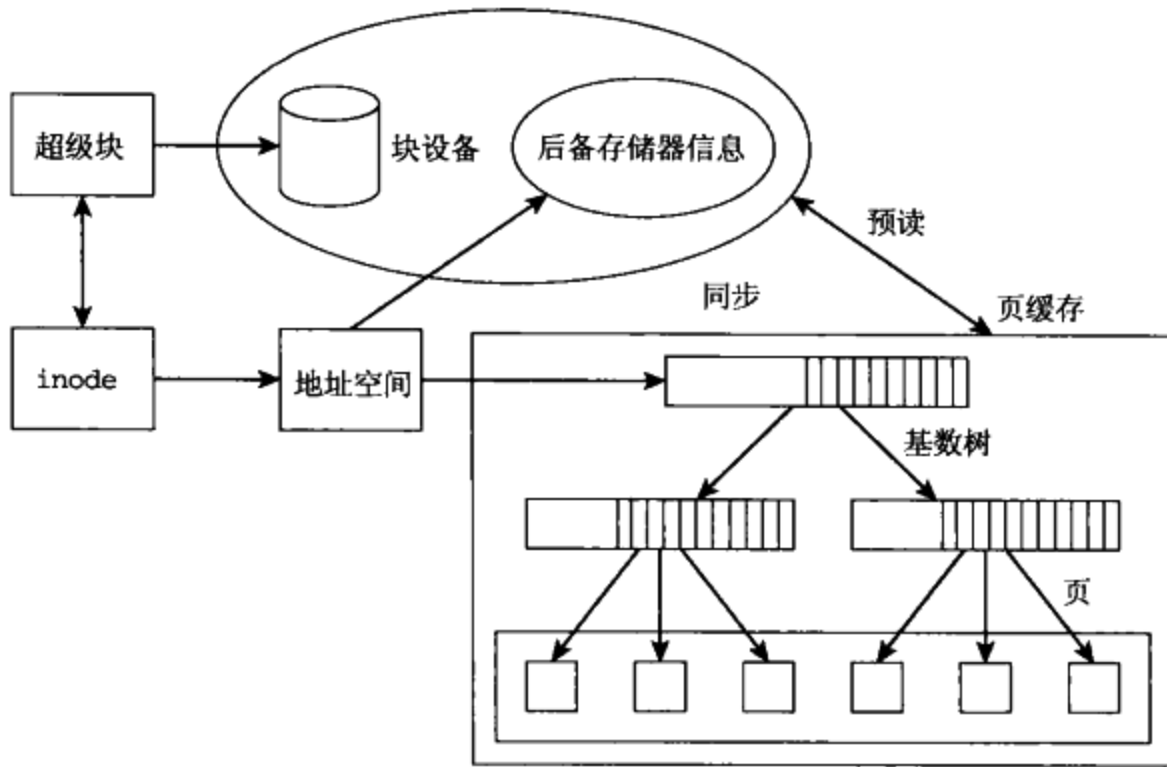 超级块
块设备
后备存储器信息
预读
同步
页缓存
inode
地址空间
基数树
页